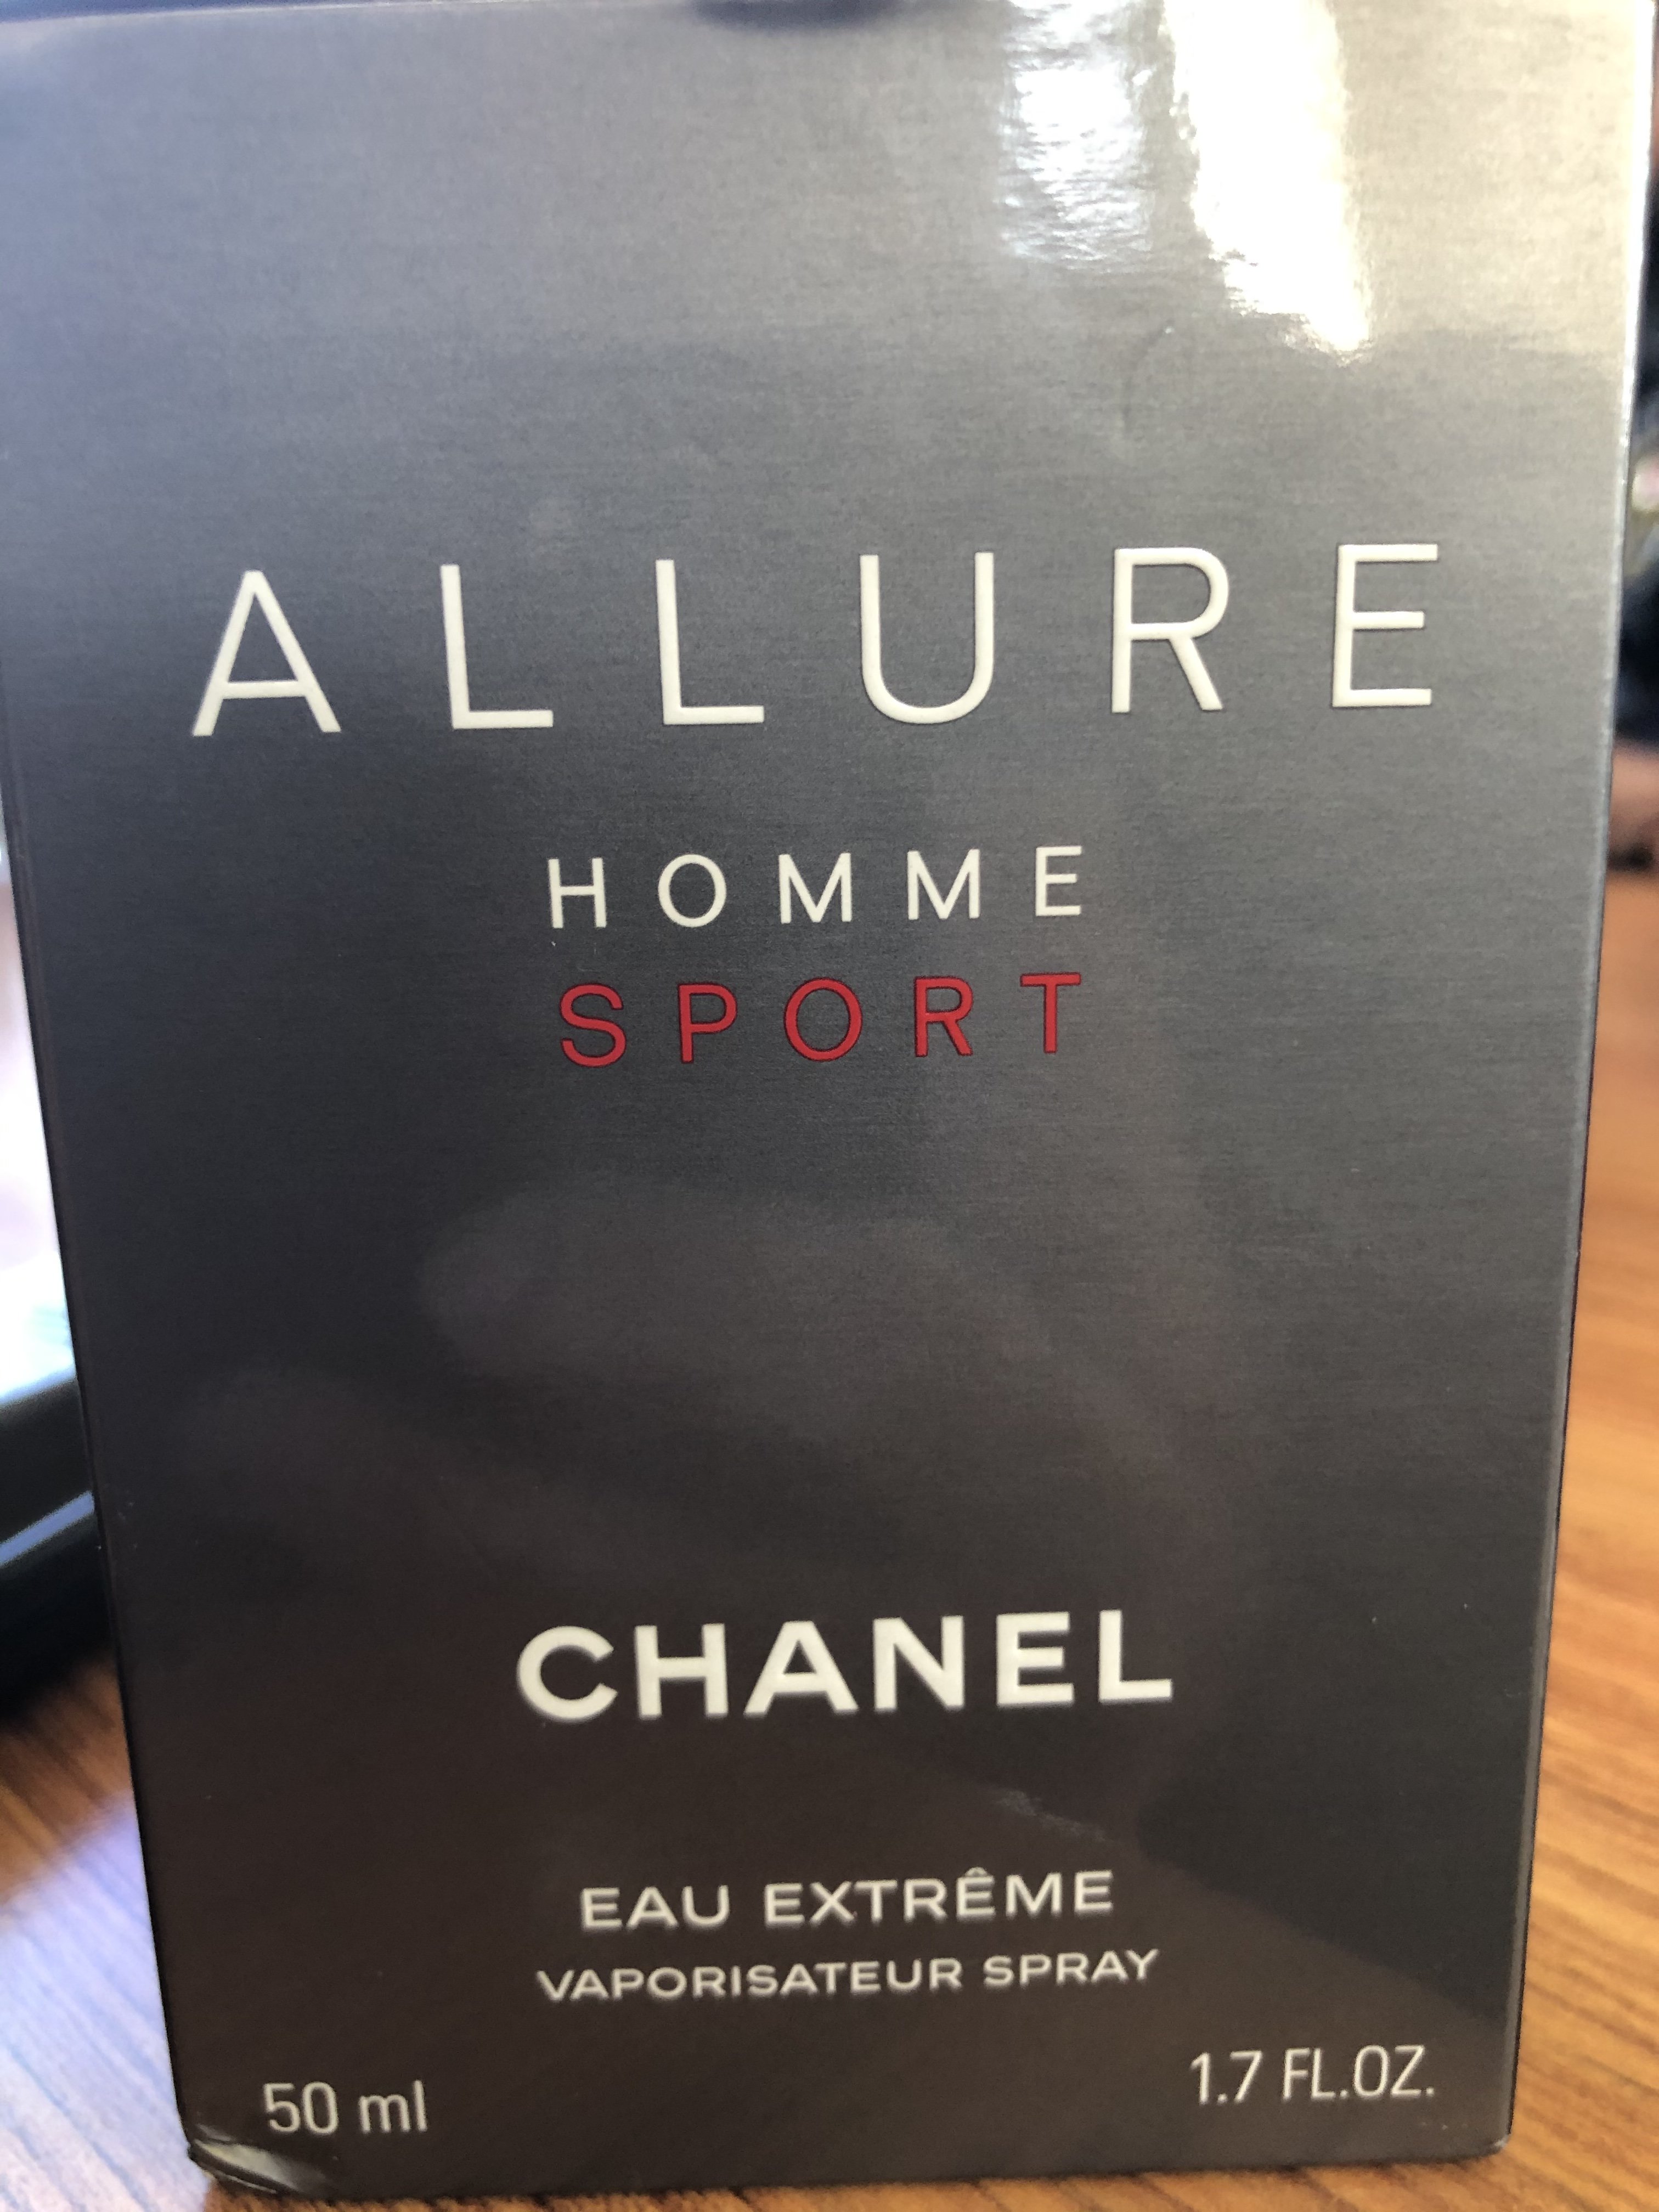 ALLURE
HOMME
SPORT
CHANEL
EAU EXTRÊME
VAPORISATEUR SPRAY
50 ml 1.7 FL.OZ.